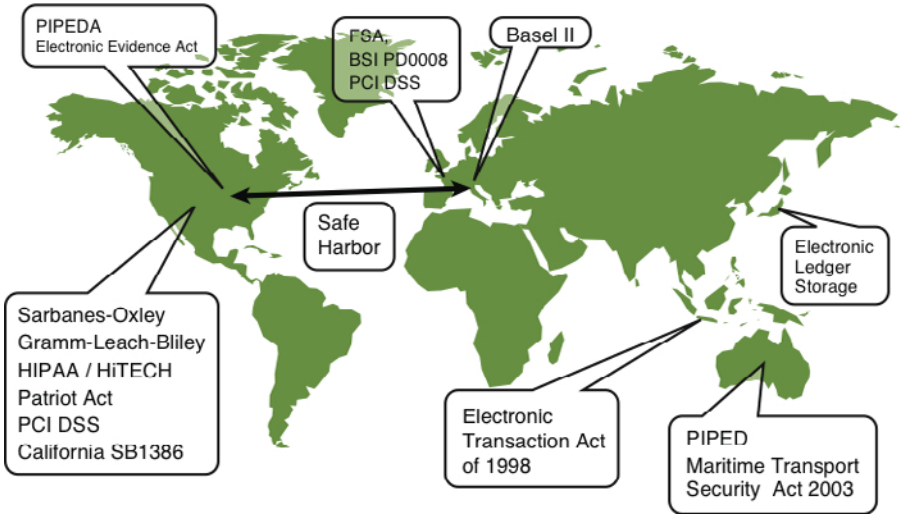 PIPEDA
Electronic Evidence Act
FSA,
BSI PD0008
PCI DSS
Basel II
Safe
Harbor
Electronic
Ledger
Storage
Sarbanes-Oxley
Gramm-Leach-Bliley
HIPAA / HiTECH
Patriot Act
PCI DSS
California SB1386
Electronic
Transaction Act
of 1998
PIPED
Maritime Transport
Security Act 2003